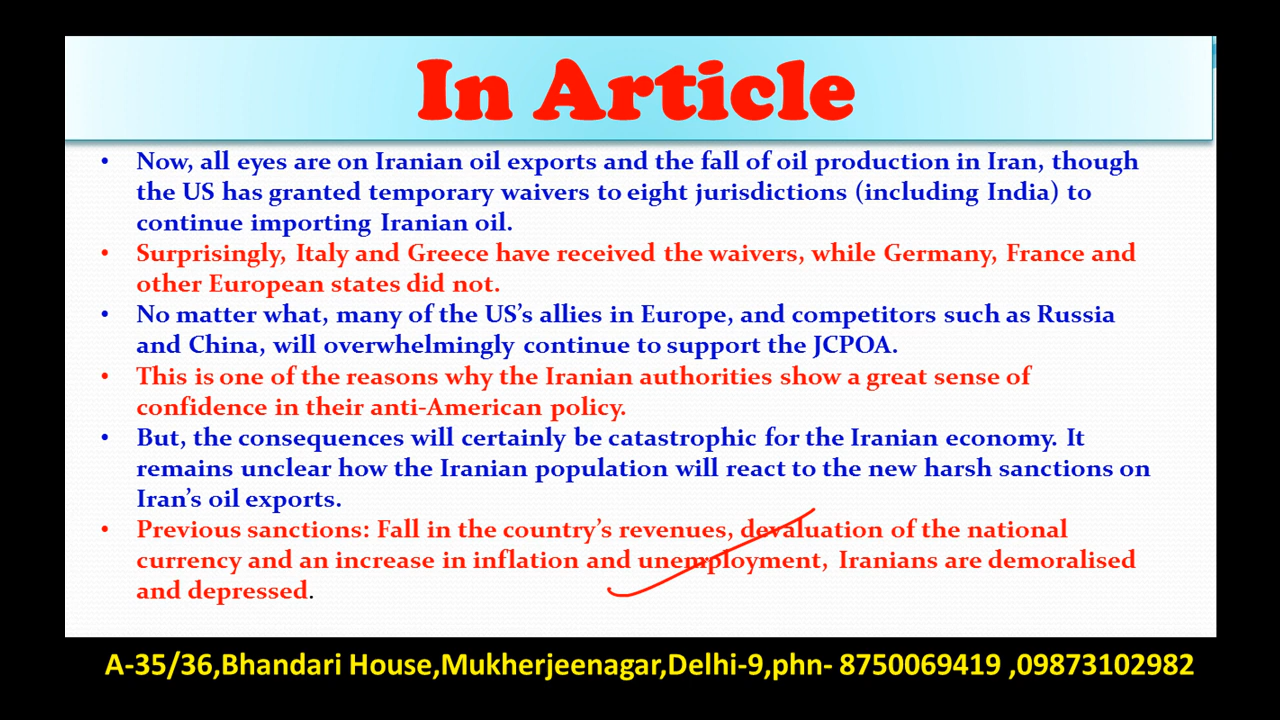 In Article
• Now, all eyes are on Iranian oil exports and the fall of oil production in Iran, though
the US has granted temporary waivers to eight jurisdictions (including India) to
continue importing Iranian oil.
• Surprisingly, Italy and Greece have received the waivers, while Germany, France and
other European states did not.
• No matter what, many of the US's allies in Europe, and competitors such as Russia
and China, will overwhelmingly continue to support the JCPOA.
• This is one of the reasons why the Iranian authorities show a great sense of
confidence in their anti-American policy.
• But, the consequences will certainly be catastrophic for the Iranian economy. It
remains unclear how the Iranian population will react to the new harsh sanctions on
Iran's oil exports.
• Previous sanctions: Fall in the country's revenues, devaluation of the national
currency and an increase in inflation and unemployment, Iranians are demoralised
and depressed.
A-35/36,Bhandari House,Mukherjeenagar,Delhi-9,phn- 8750069419 ,09873102982